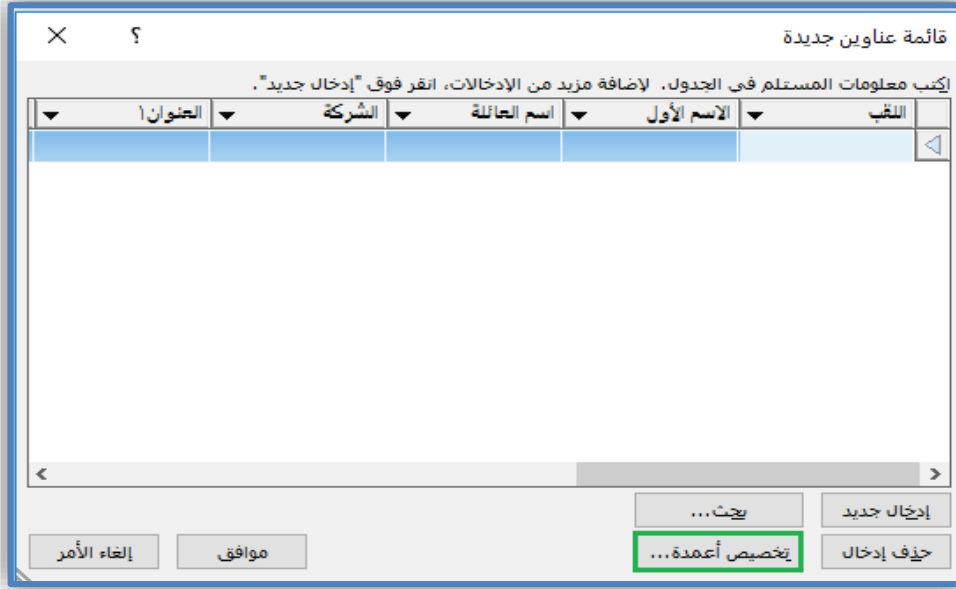 قائمة عناوين جديدة ؟
اكتب معلومات المستلم في الجدول. لإضافة مزيد من الإدخالات، انقر فوق "إدخال جديد".
اللقب الاسم الأول اسم العائلة الشركة العنوان١
إدخال جديد بحث...
حذف إدخال تخصيص أعمدة... موافق إلغاء الأمر